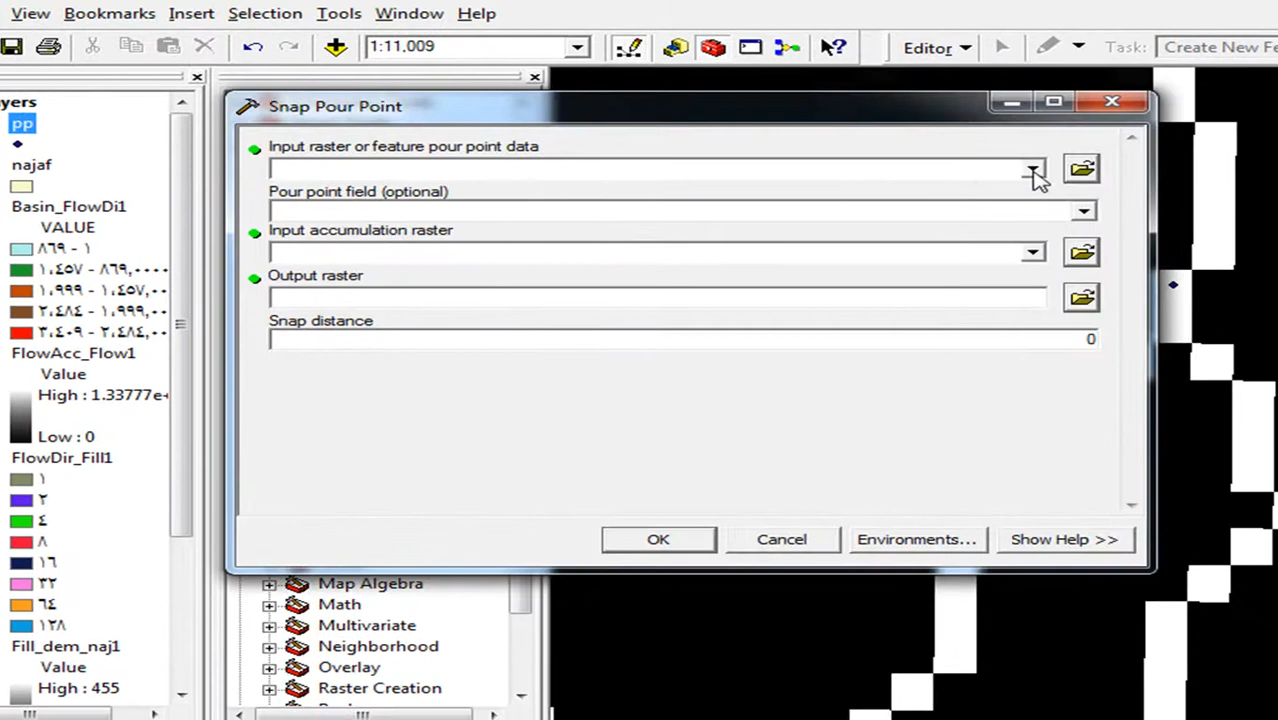 View Bookmarks Insert Selection Tools Window Help
1:11,009
Editor
Task: Create New Fe
yers
pp
najaf
Basin_FlowDi1
VALUE
٨٦٩ - ١
١،٤٥٧ - ٨٦٩,٠٠٠٠
١،٩٩٩ - ١،٤٥٧,٠٠
٢،٤٨٤ - ١،٩٩٩,٠٠
٣،٤٠٩ - ٢،٤٨٤,٠٠
FlowAcc_Flow1
Value
High : 1.33777e+
Low : 0
FlowDir_Fill1
١
٢
٤
٨
١٦
٣٢
٦٤
١٢٨
Fill_dem_naj1
Value
High : 455
Snap Pour Point
Input raster or feature pour point data
Pour point field (optional)
Input accumulation raster
Output raster
Snap distance
0
OK
Cancel
Environments...
Show Help >>
Map Algebra
Math
Multivariate
Neighborhood
Overlay
Raster Creation